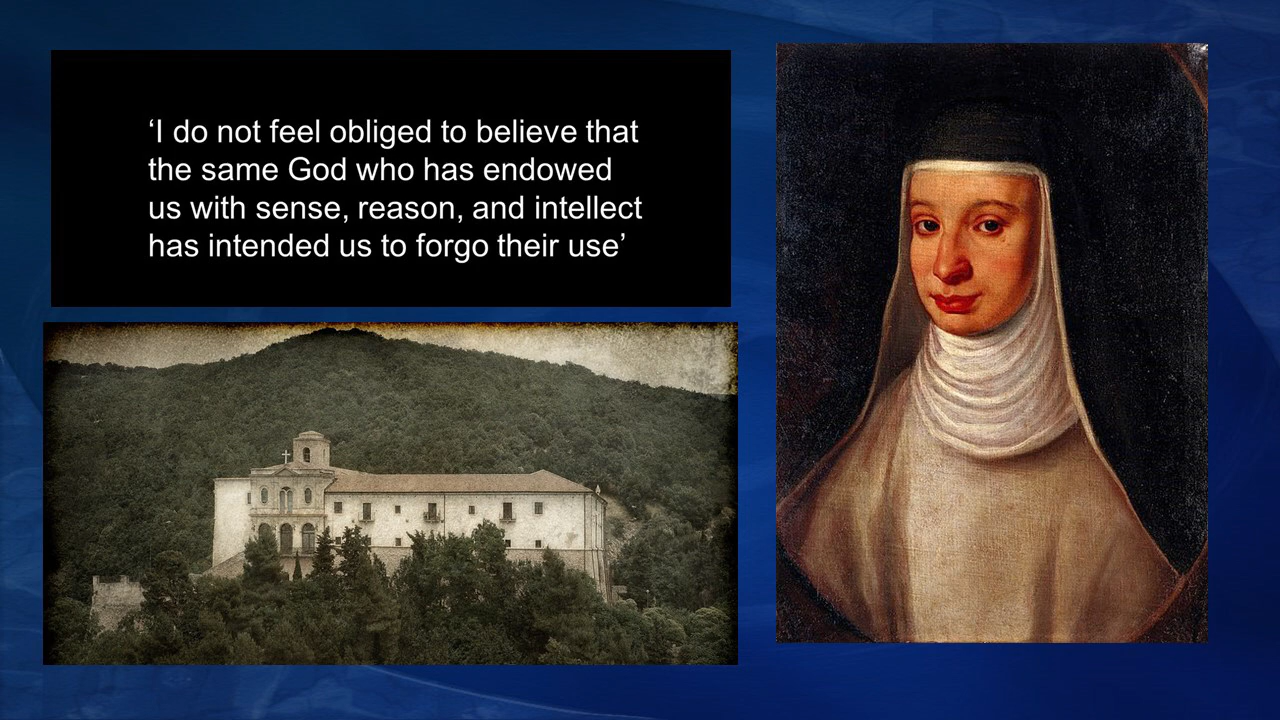 ‘I do not feel obliged to believe that
the same God who has endowed
us with sense, reason, and intellect
has intended us to forgo their use’